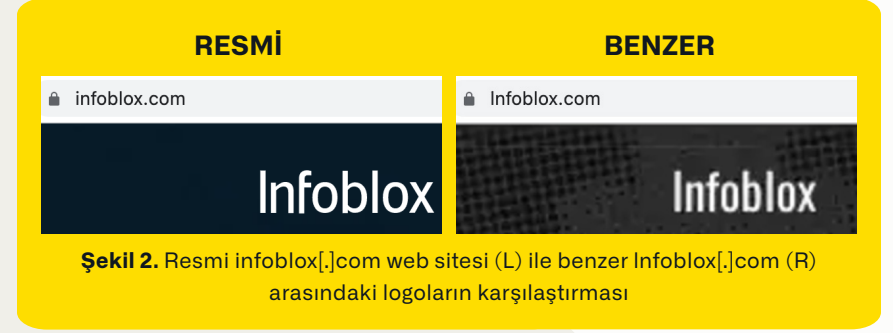 RESMİ
BENZER
infoblox.com
lnfoblox.com
Infoblox
Infoblox
Şekil 2. Resmi infoblox[.]com web sitesi (L) ile benzer lnfoblox[.]com (R)
arasındaki logoların karşılaştırması